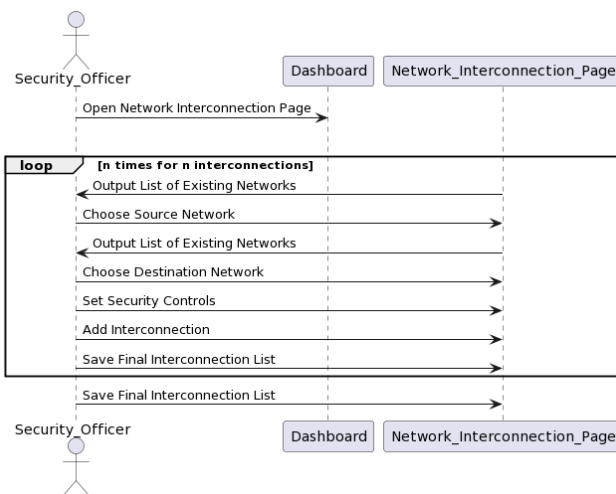 Security_Officer
Dashboard
Network_Interconnection_Page
Open Network Interconnection Page
loop [n times for n interconnections]
Output List of Existing Networks
Choose Source Network
Output List of Existing Networks
Choose Destination Network
Set Security Controls
Add Interconnection
Save Final Interconnection List
Save Final Interconnection List
Security_Officer
Dashboard
Network_Interconnection_Page